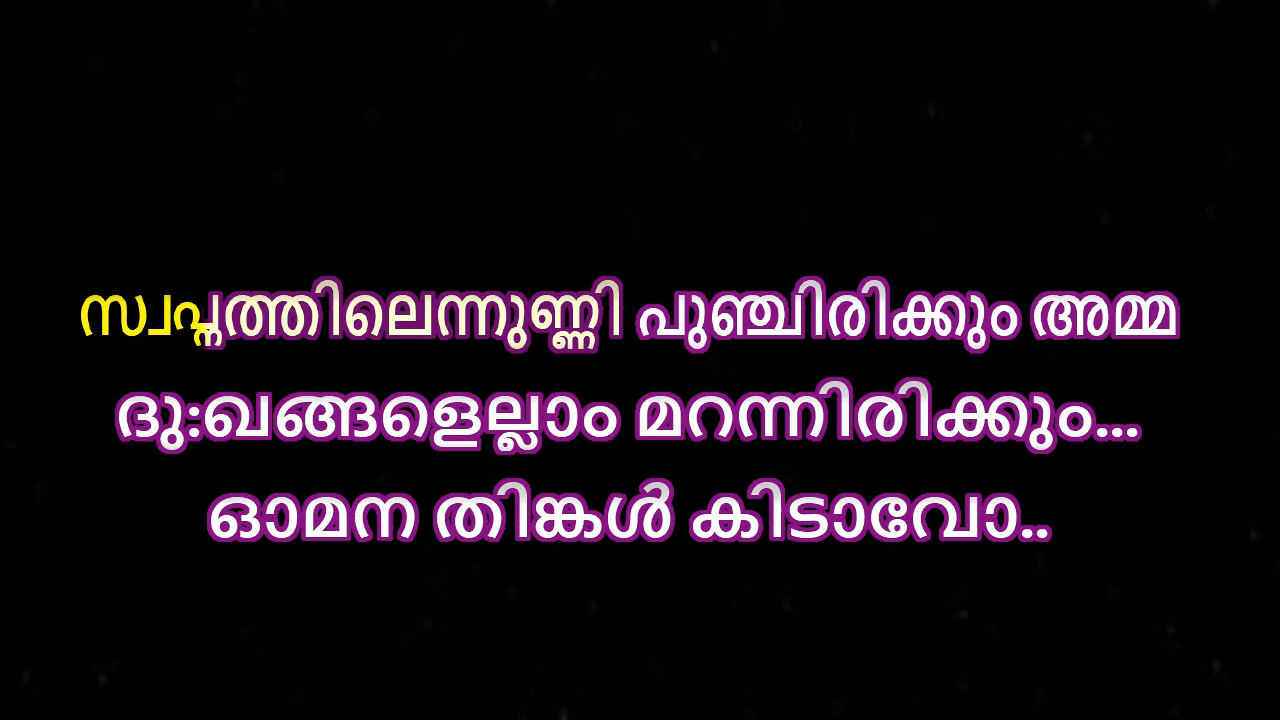 സ്വപ്നത്തിലെന്നുണ്ണി പുഞ്ചിരിക്കും അമ്മ
ദു:ഖങ്ങളെല്ലാം മറന്നിരിക്കും...
ഓമന തിങ്കൾ കിടാവോ..